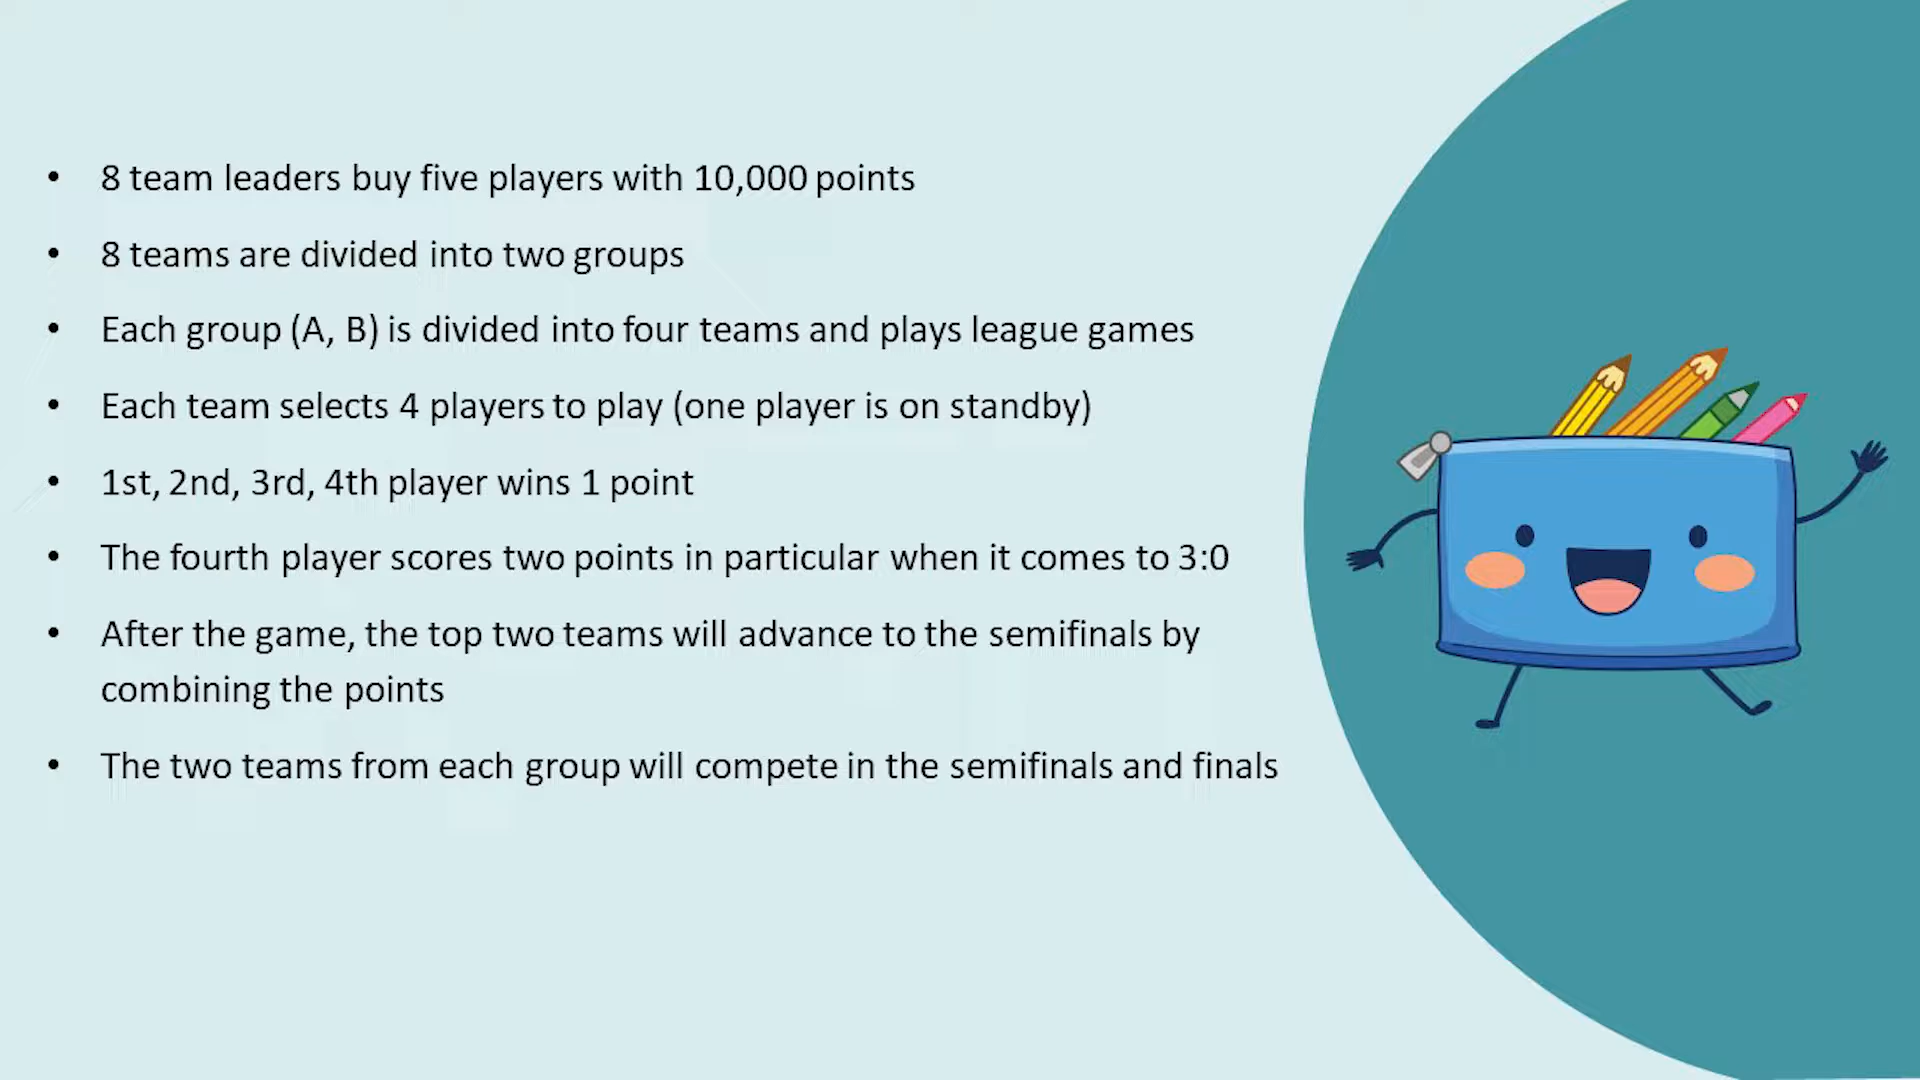 • 8 team leaders buy five players with 10,000 points
• 8 teams are divided into two groups
• Each group (A, B) is divided into four teams and plays league games
• Each team selects 4 players to play (one player is on standby)
• 1st, 2nd, 3rd, 4th player wins 1 point
• The fourth player scores two points in particular when it comes to 3:0
• After the game, the top two teams will advance to the semifinals by
combining the points
• The two teams from each group will compete in the semifinals and finals